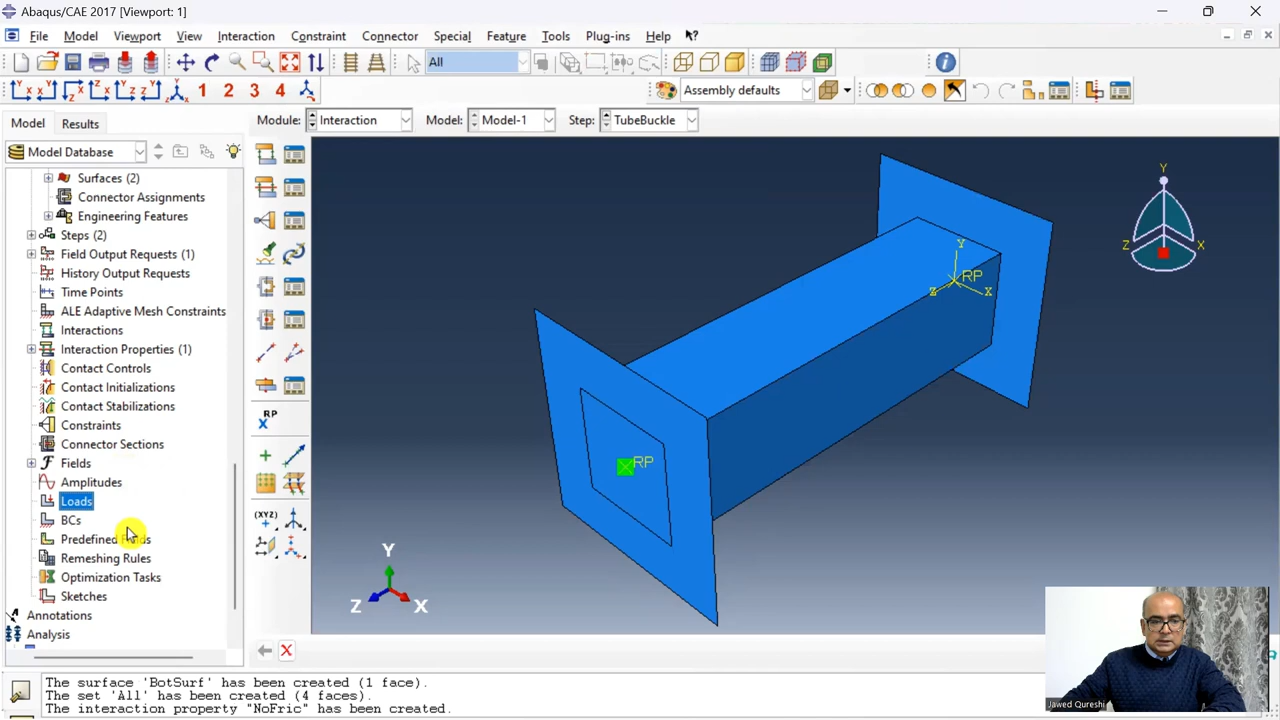 Abaqus/CAE 2017 [Viewport: 1]
File Model Viewport View Interaction Constraint Connector Special Feature Tools Plug-ins Help
All
1 2 3 4
Assembly defaults
Model Results
Module: Interaction Model: Model-1 Step: TubeBuckle
Model Database
Surfaces (2)
Connector Assignments
Engineering Features
Steps (2)
Field Output Requests (1)
History Output Requests
Time Points
ALE Adaptive Mesh Constraints
Interactions
Interaction Properties (1)
Contact Controls
Contact Initializations
Contact Stabilizations
Constraints
Connector Sections
Fields
Amplitudes
Loads
BCs
Predefined Fields
Remeshing Rules
Optimization Tasks
Sketches
Annotations
Analysis
RP
(XYZ)
Y
Z X
Y
RP
Z X
RP
Y
Z X
Jawed Qureshi
The surface 'BotSurf' has been created (1 face).
The set 'All' has been created (4 faces).
The interaction property "NoFric" has been created.